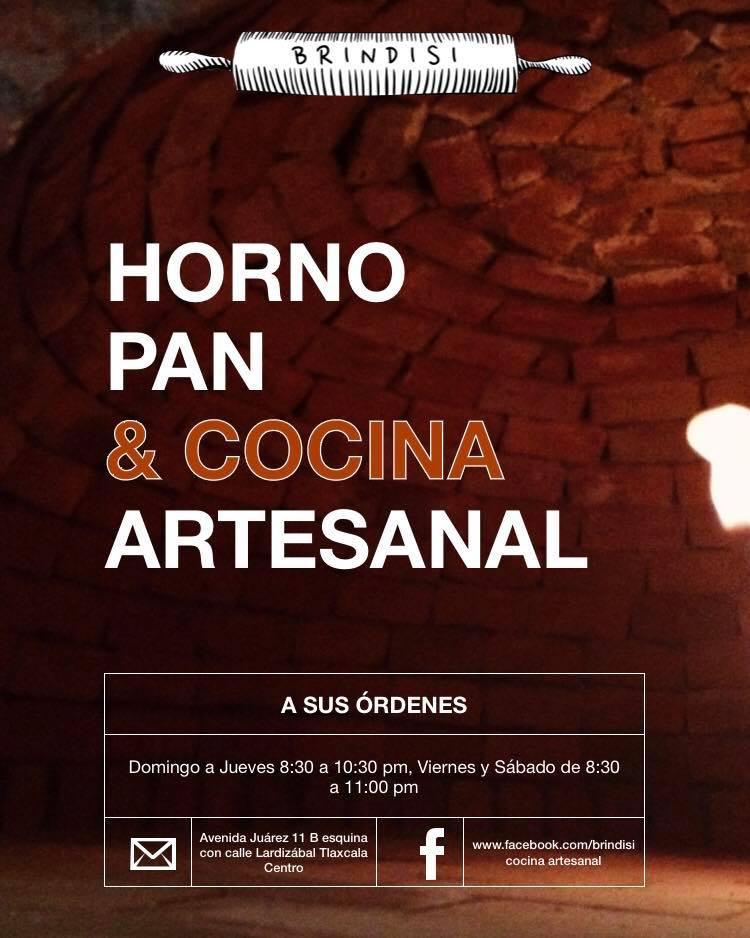 BRINDISI
HORNO
PAN
& COCINA
ARTESANAL
A SUS ÓRDENES
Domingo a Jueves 8:30 a 10:30 pm, Viernes y Sábado de 8:30
a 11:00 pm
Avenida Juárez 11 B esquina
con calle Lardizábal Tlaxcala
Centro
www.facebook.com/brindisi
cocina artesanal